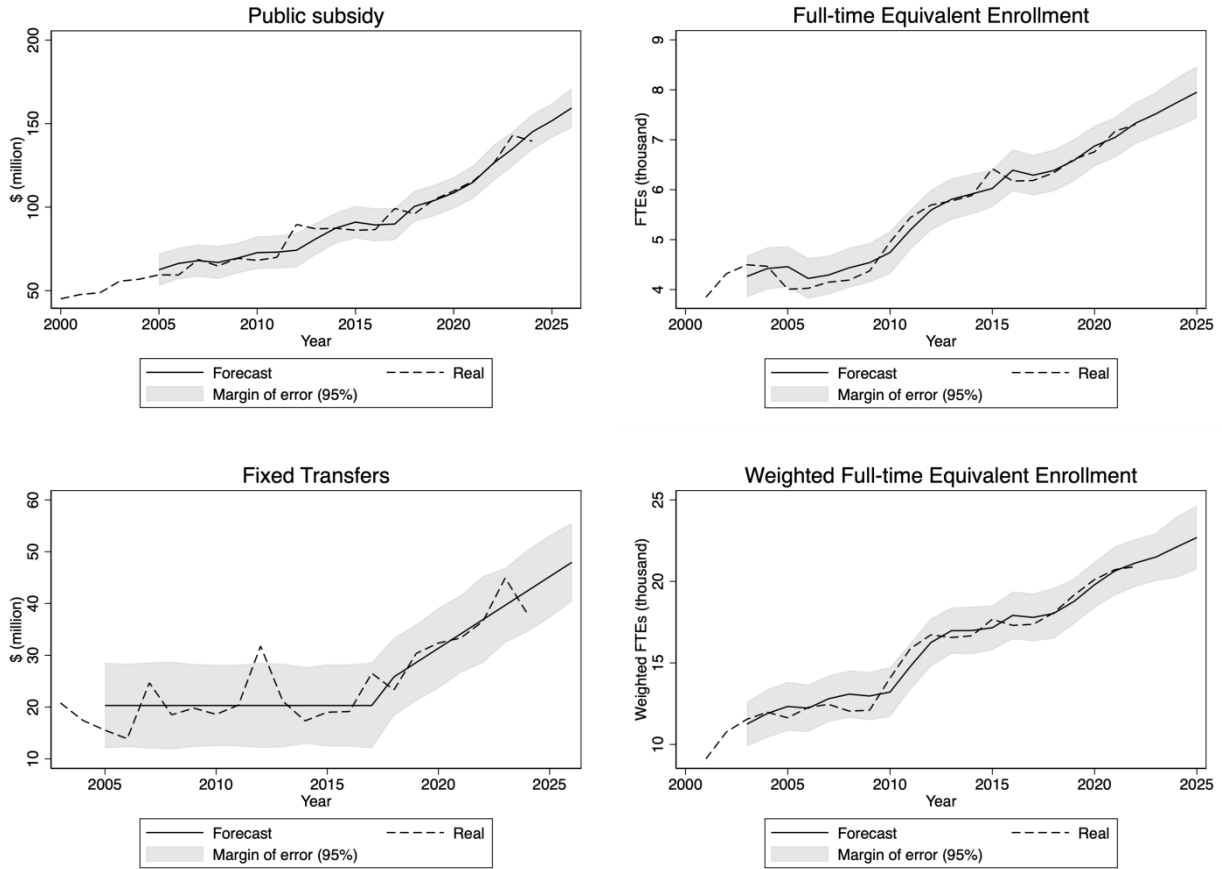 Public subsidy
$ (million)
200
150
100
50
2000 2005 2010 2015 2020 2025
Year
Forecast Real
Margin of error (95%)
Full-time Equivalent Enrollment
FTEs (thousand)
9
8
7
6
5
4
2000 2005 2010 2015 2020 2025
Year
Forecast Real
Margin of error (95%)
Fixed Transfers
$ (million)
60
50
40
30
20
10
2005 2010 2015 2020 2025
Year
Forecast Real
Margin of error (95%)
Weighted Full-time Equivalent Enrollment
Weighted FTEs (thousand)
25
20
15
10
2000 2005 2010 2015 2020 2025
Year
Forecast Real
Margin of error (95%)